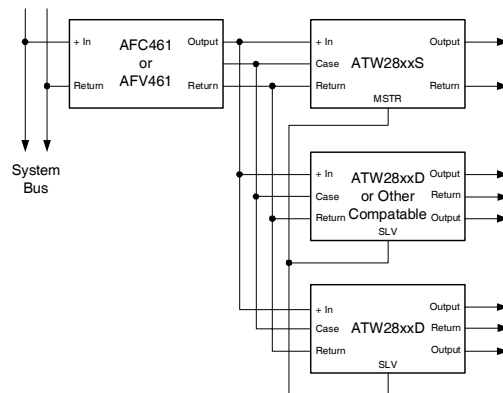 + In
Return
AFC461
or
AFV461
Output
Case
Return
System
Bus
+ In
Case
Return
ATW28xxS
MSTR
Output
Return
+ In
Case
Return
ATW28xxD
or Other
Compatable
SLV
Output
Return
Output
+ In
Case
Return
ATW28xxD
SLV
Output
Return
Output